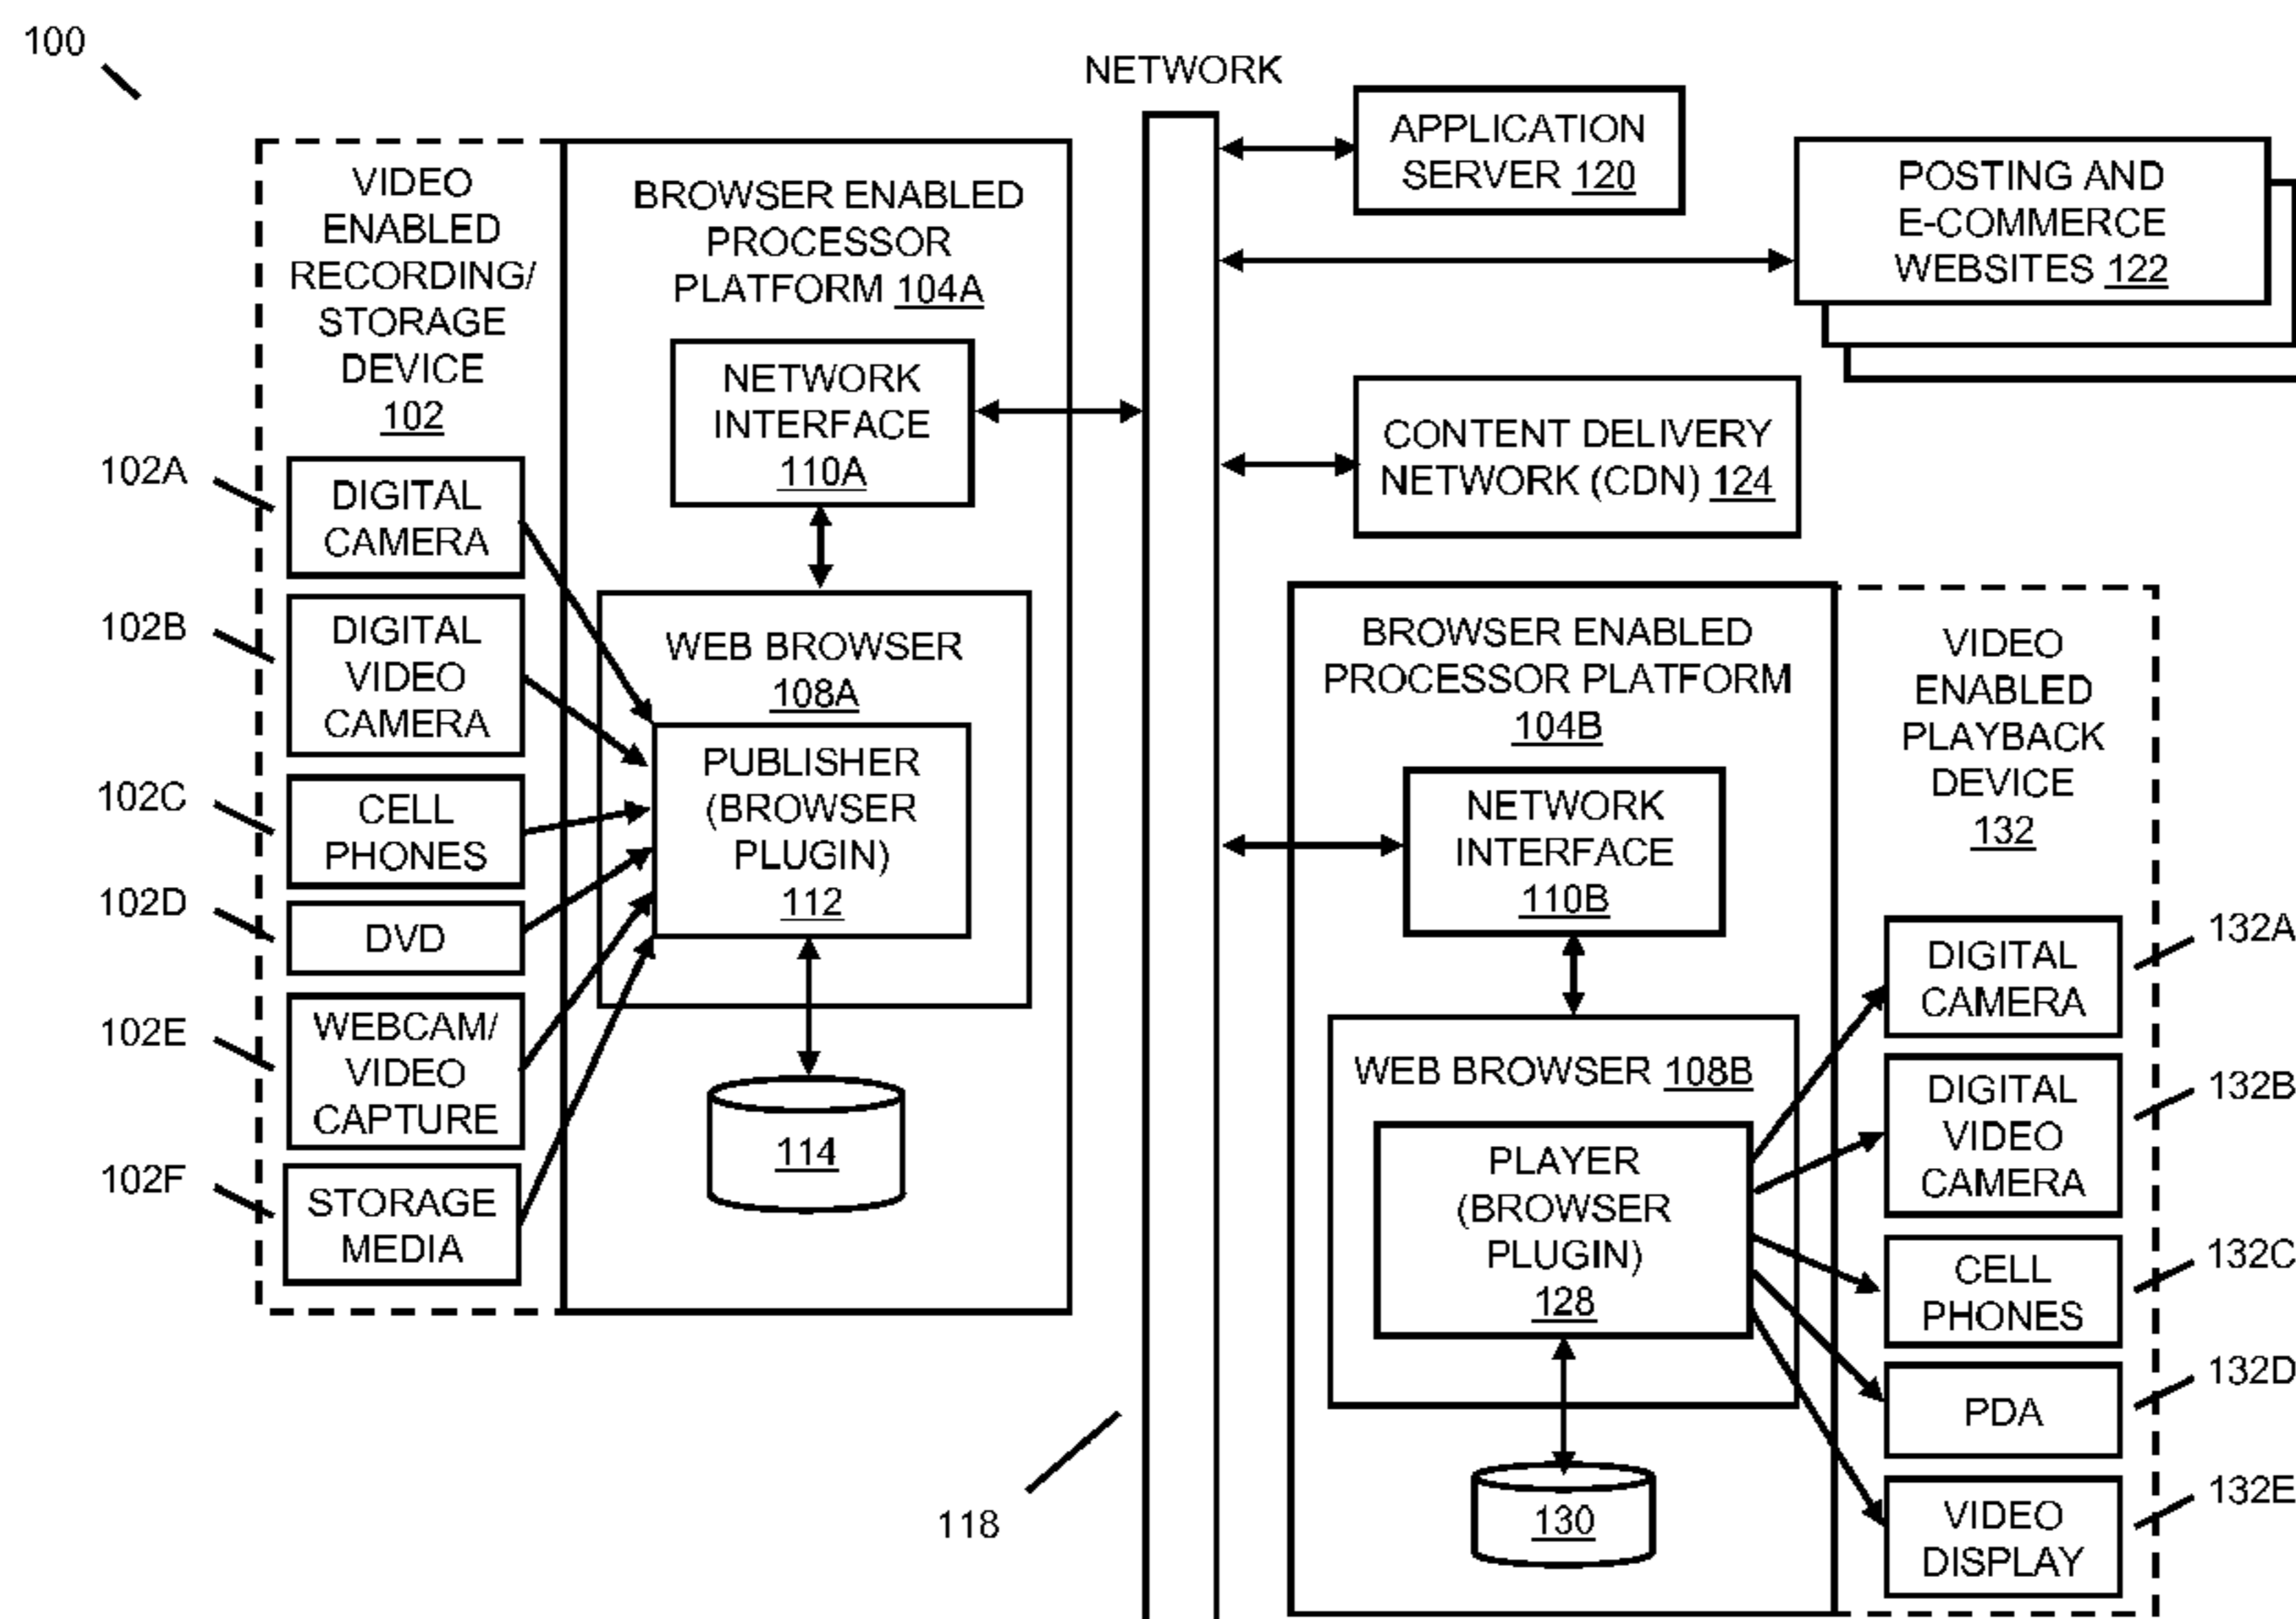 100
NETWORK
VIDEO
ENABLED
RECORDING/
STORAGE
DEVICE
102
102A
DIGITAL
CAMERA
102B
DIGITAL
VIDEO
CAMERA
102C
CELL
PHONES
102D
DVD
102E
WEBCAM/
VIDEO
CAPTURE
102F
STORAGE
MEDIA
BROWSER ENABLED
PROCESSOR
PLATFORM 104A
NETWORK
INTERFACE
110A
WEB BROWSER
108A
PUBLISHER
(BROWSER
PLUGIN)
112
114
118
APPLICATION
SERVER 120
POSTING AND
E-COMMERCE
WEBSITES 122
CONTENT DELIVERY
NETWORK (CDN) 124
BROWSER ENABLED
PROCESSOR PLATFORM
104B
NETWORK
INTERFACE
110B
WEB BROWSER 108B
PLAYER
(BROWSER
PLUGIN)
128
130
VIDEO
ENABLED
PLAYBACK
DEVICE
132
DIGITAL
CAMERA
132A
DIGITAL
VIDEO
CAMERA
132B
CELL
PHONES
132C
PDA
132D
VIDEO
DISPLAY
132E